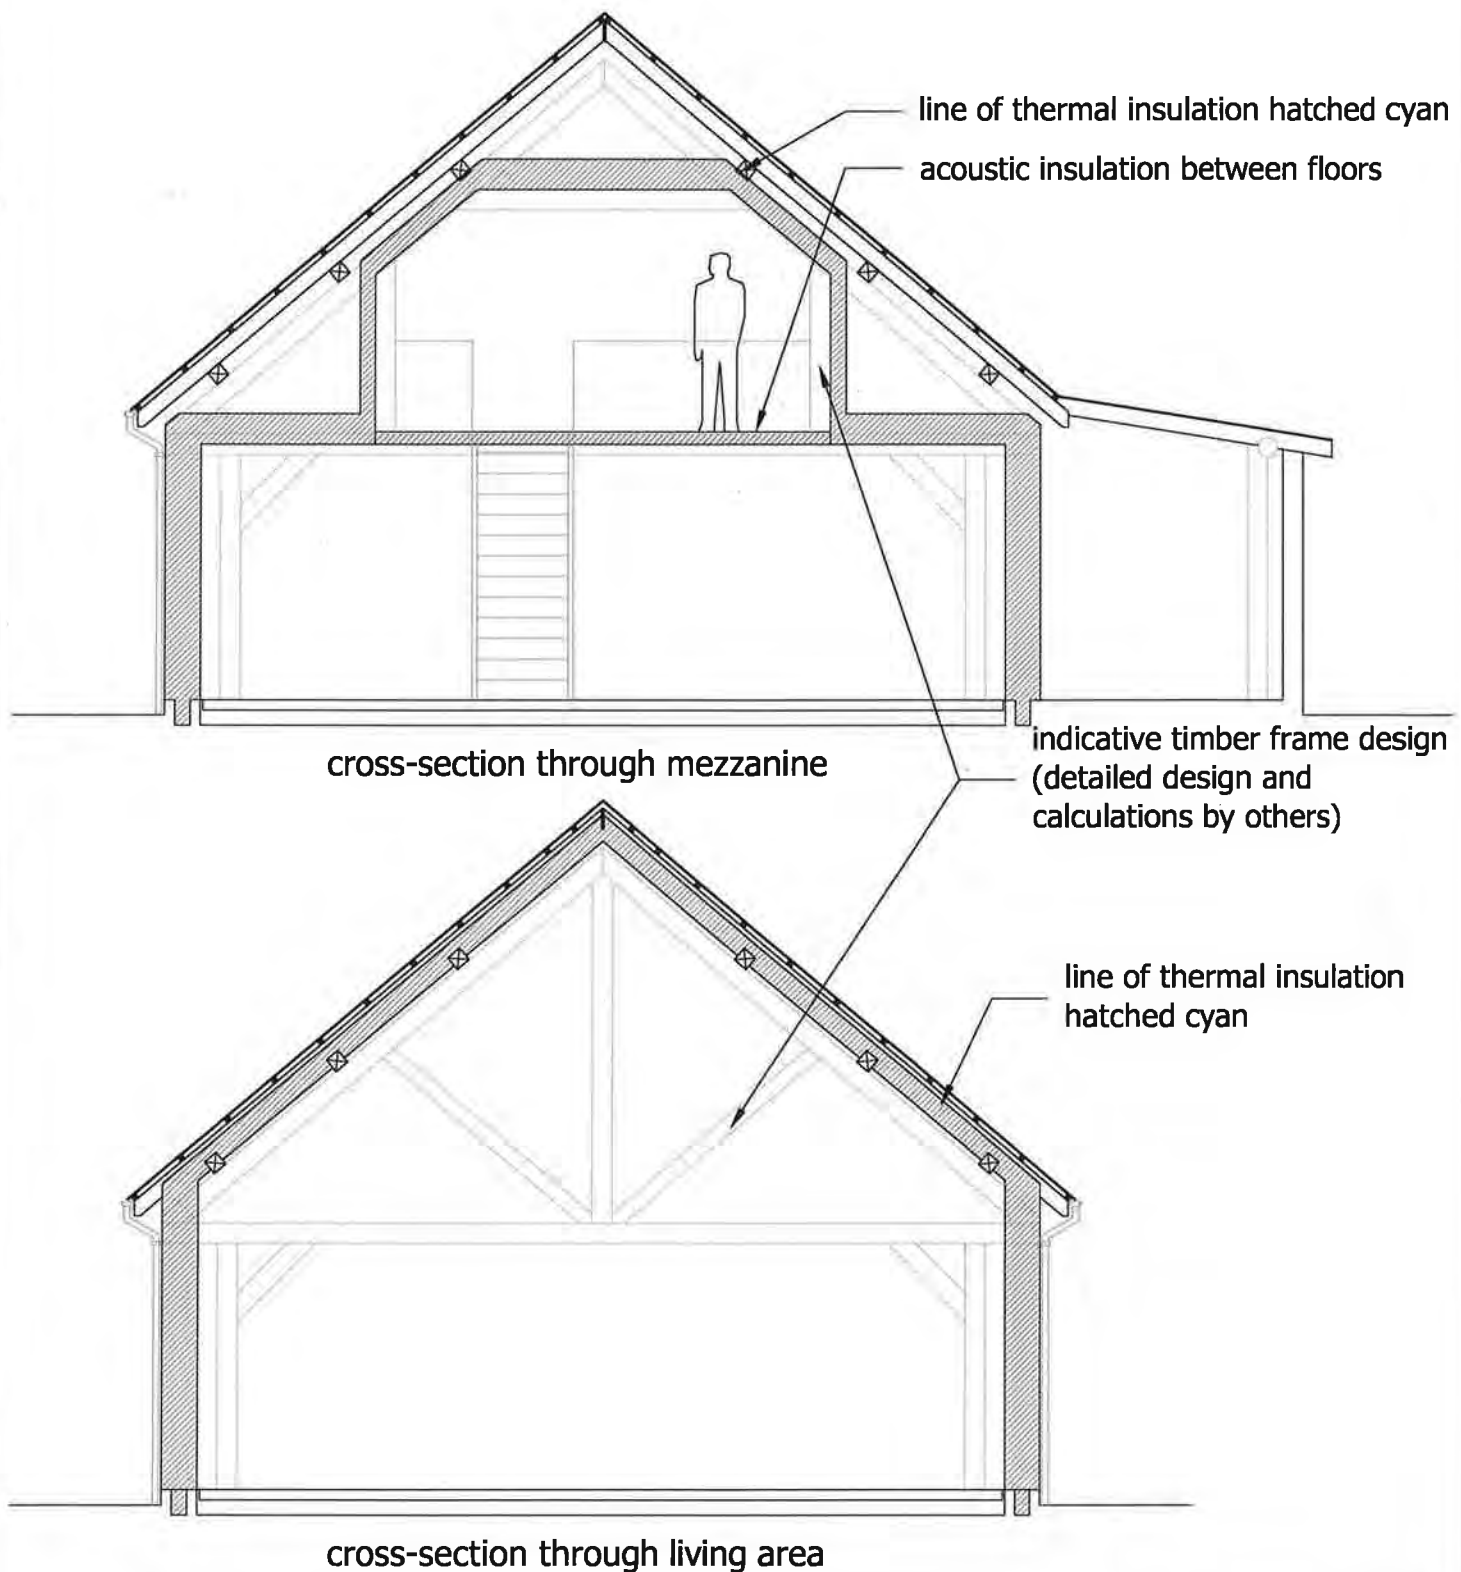 line of thermal insulation hatched cyan
acoustic insulation between floors
cross-section through mezzanine
indicative timber frame design
(detailed design and
calculations by others)
line of thermal insulation
hatched cyan
cross-section through living area